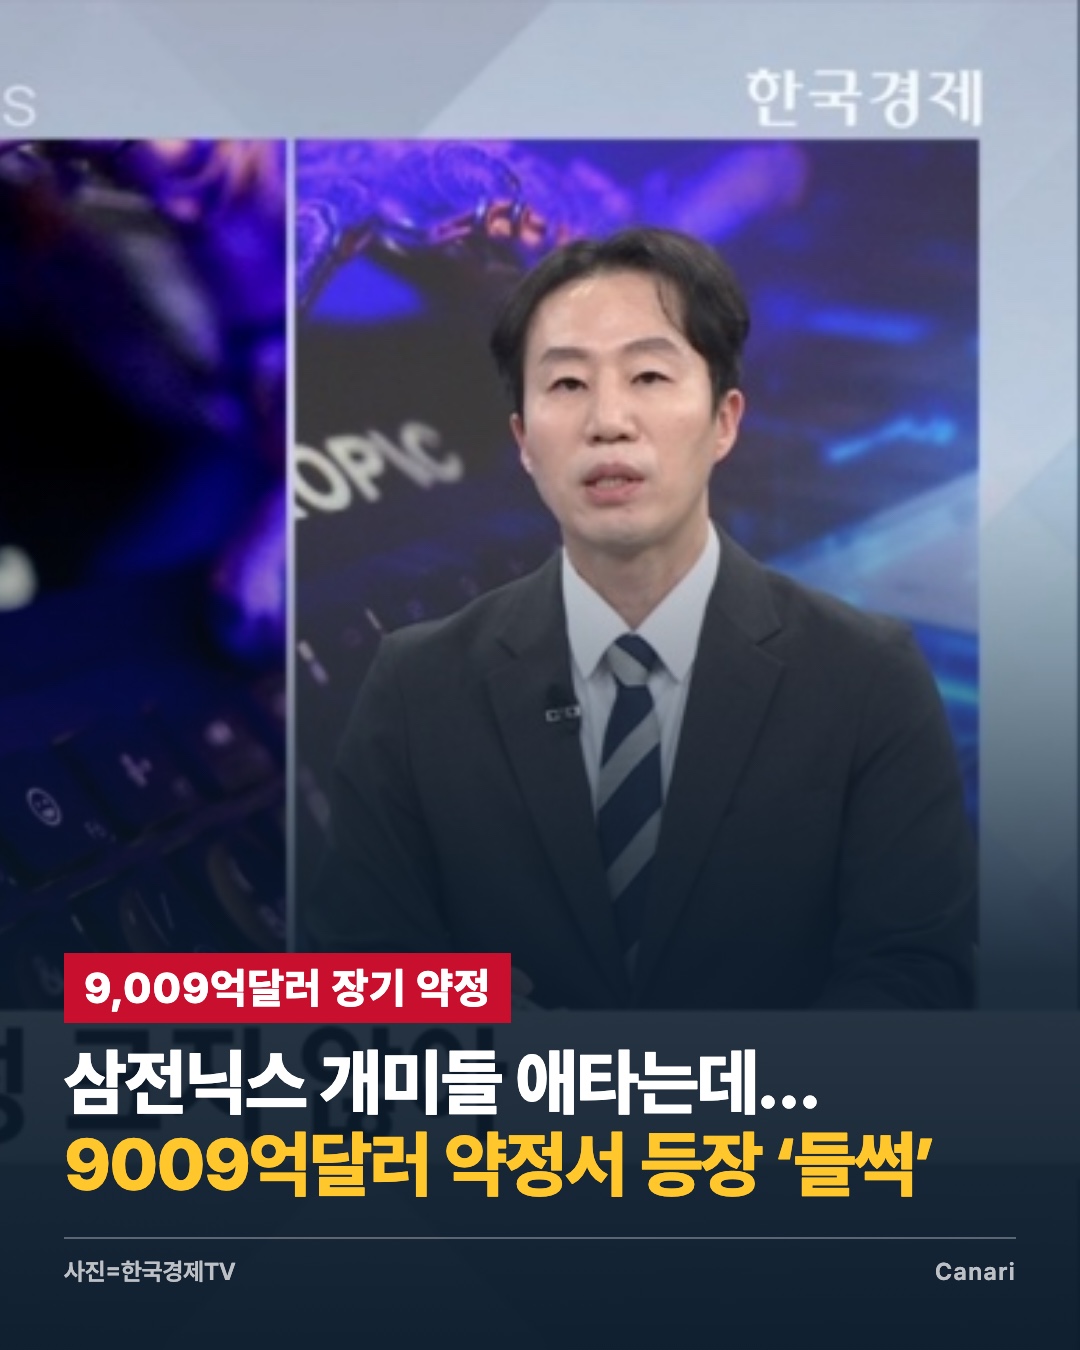 S
한국경제
OPIC
9,009억달러 장기 약정
삼전닉스 개미들 애타는데...
9009억달러 약정서 등장 ‘들썩’
사진=한국경제TV
Canari